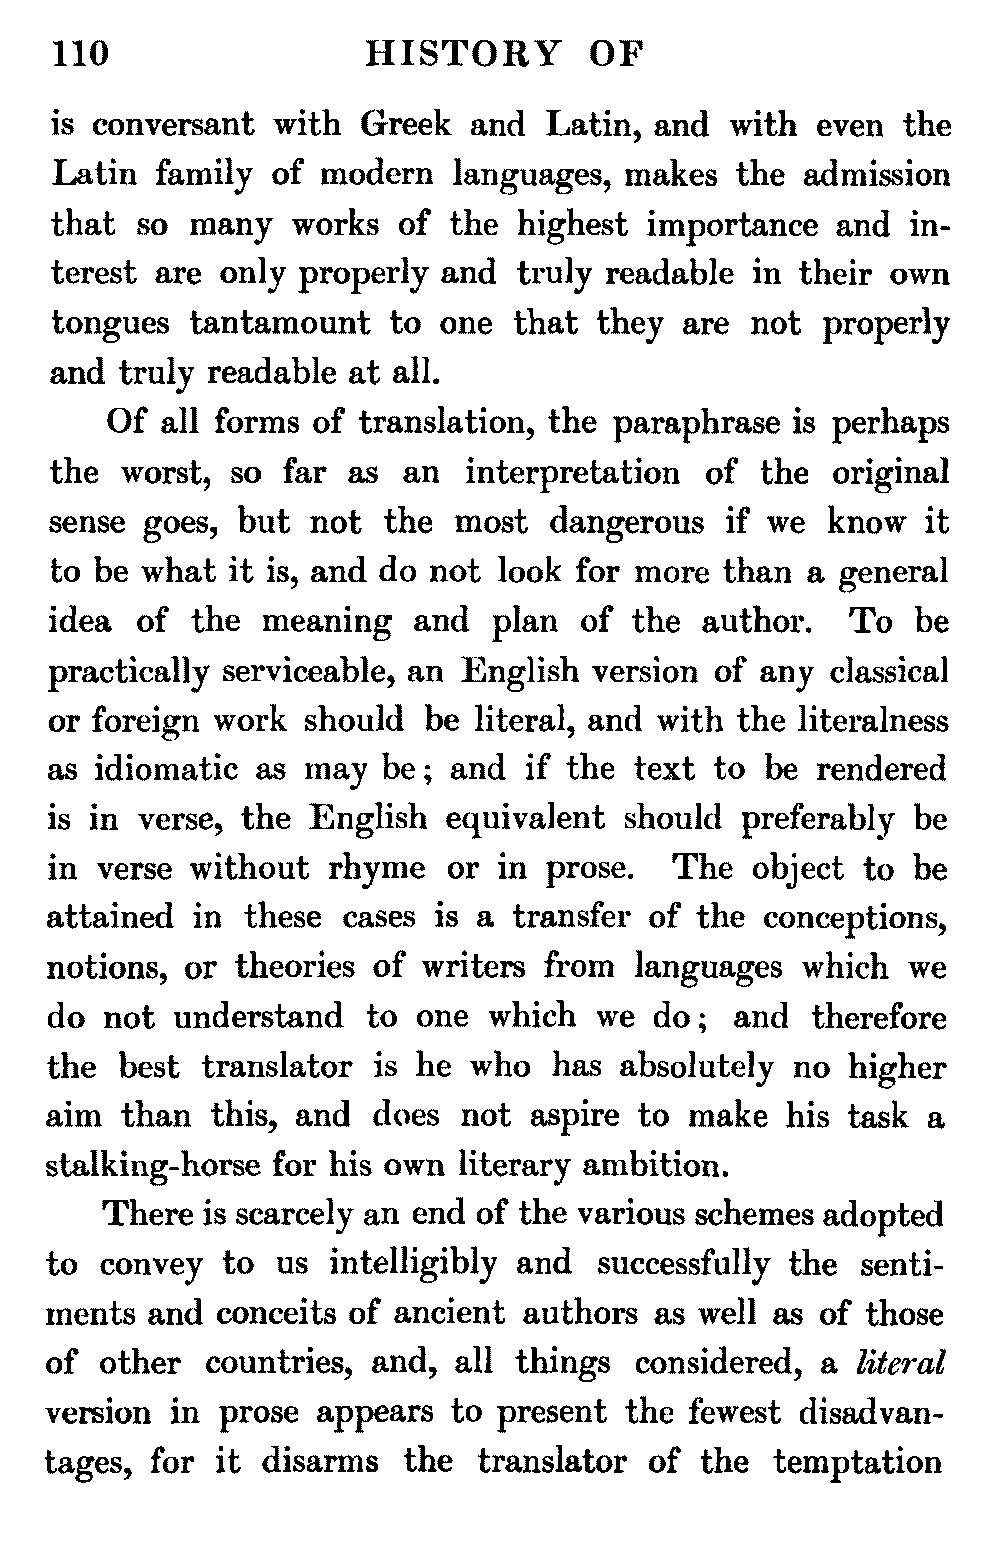 110 HISTORY OF
is conversant with Greek and Latin, and with even the
Latin family of modern languages, makes the admission
that so many works of the highest importance and in-
terest are only properly and truly readable in their own
tongues tantamount to one that they are not properly
and truly readable at all.
Of all forms of translation, the paraphrase is perhaps
the worst, so far as an interpretation of the original
sense goes, but not the most dangerous if we know it
to be what it is, and do not look for more than a general
idea of the meaning and plan of the author. To be
practically serviceable, an English version of any classical
or foreign work should be literal, and with the literalness
as idiomatic as may be; and if the text to be rendered
is in verse, the English equivalent should preferably be
in verse without rhyme or in prose. The object to be
attained in these cases is a transfer of the conceptions,
notions, or theories of writers from languages which we
do not understand to one which we do; and therefore
the best translator is he who has absolutely no higher
aim than this, and does not aspire to make his task a
stalking-horse for his own literary ambition.
There is scarcely an end of the various schemes adopted
to convey to us intelligibly and successfully the senti-
ments and conceits of ancient authors as well as of those
of other countries, and, all things considered, a literal
version in prose appears to present the fewest disadvan-
tages, for it disarms the translator of the temptation